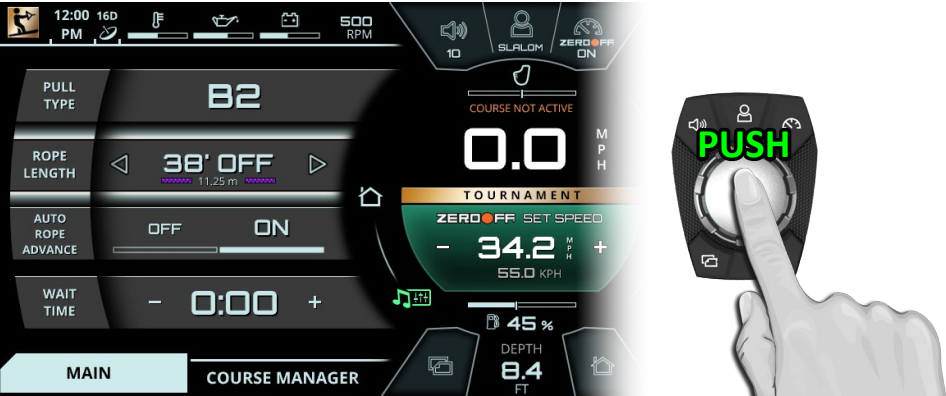 12:00 PM
16D
500 RPM
10
SLALOM
ZEROOFF
ON
PULL TYPE
B2
COURSE NOT ACTIVE
0.0 MPH
ROPE LENGTH
38' OFF
11.25 m
TOURNAMENT
AUTO ROPE ADVANCE
OFF
ON
ZEROOFF SET SPEED
- 34.2 MPH +
55.0 KPH
WAIT TIME
- 0:00 +
45 %
DEPTH
8.4
FT
MAIN
COURSE MANAGER
PUSH